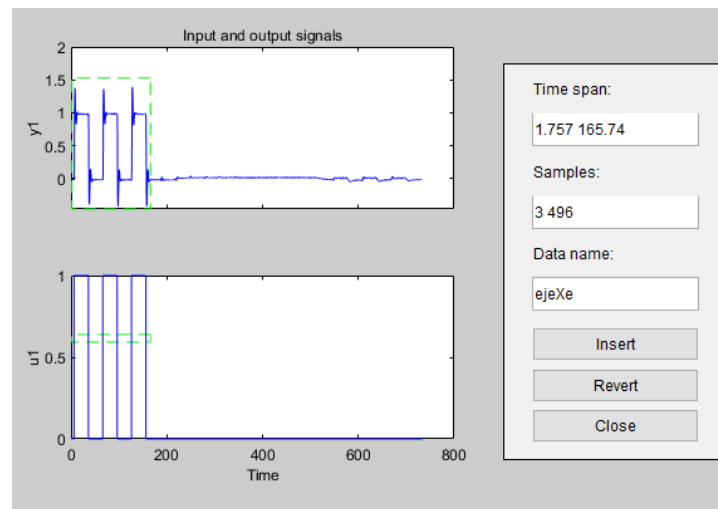 Input and output signals
2
1.5
1
0.5
0
y1
1
0.5
0
u1
0
200
400
600
800
Time
Time span:
1.757 165.74
Samples:
3 496
Data name:
ejeXe
Insert
Revert
Close